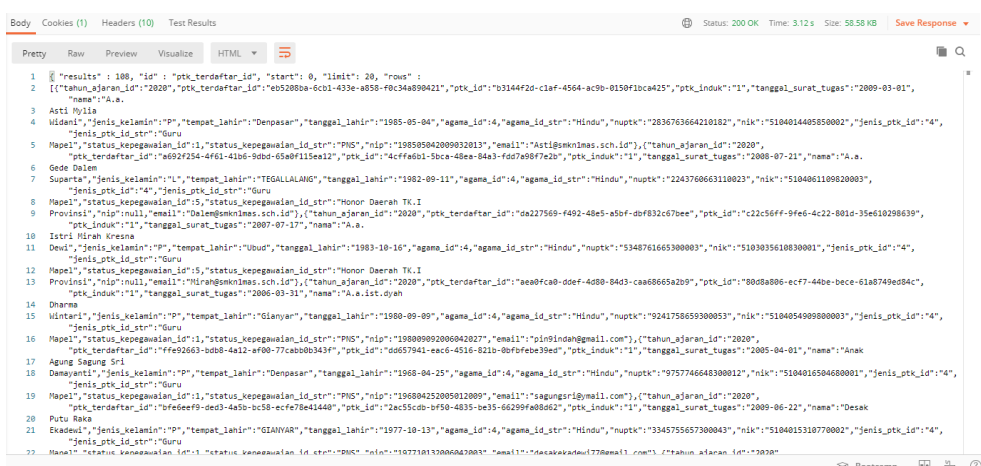 Body Cookies (1) Headers (10) Test Results Status: 200 OK Time: 3.12 s Size: 58.58 KB Save Response
Pretty Raw Preview Visualize HTML
1 { "results" : 108, "id" : "ptk_terdaftar_id", "start": 0, "limit": 20, "rows" :
2 [{"tahun_ajaran_id":"2020","ptk_terdaftar_id":"eb5208ba-6cb1-433e-a858-f0c34a890421","ptk_id":"b3144f2d-c1af-4564-ac9b-0150f1bca425","ptk_induk":"1","tanggal_surat_tugas":"2009-03-01",
"nama":"A.a.
3 Asti Mylia
4 Widani","jenis_kelamin":"P","tempat_lahir":"Denpasar","tanggal_lahir":"1985-05-04","agama_id":4,"agama_id_str":"Hindu","nuptk":"2836763664210182","nik":"5104014405850002","jenis_ptk_id":"4",
"jenis_ptk_id_str":"Guru
5 Mapel","status_kepegawaian_id":1,"status_kepegawaian_id_str":"PNS","nip":"198505042009032013","email":"Asti@smkn1mas.sch.id"},{"tahun_ajaran_id":"2020",
"ptk_terdaftar_id":"a692f254-4f61-41b6-9dbd-65a0f115ea12","ptk_id":"4cffa6b1-5bca-48ea-84a3-fdd7a98f7e2b","ptk_induk":"1","tanggal_surat_tugas":"2008-07-21","nama":"A.a.
6 Gede Dalem
7 Suparta","jenis_kelamin":"L","tempat_lahir":"TEGALLALANG","tanggal_lahir":"1982-09-11","agama_id":4,"agama_id_str":"Hindu","nuptk":"2243760663110023","nik":"5104061109820003",
"jenis_ptk_id":"4","jenis_ptk_id_str":"Guru
8 Mapel","status_kepegawaian_id":5,"status_kepegawaian_id_str":"Honor Daerah TK.I
9 Provinsi","nip":null,"email":"Dalem@smkn1mas.sch.id"},{"tahun_ajaran_id":"2020","ptk_terdaftar_id":"da227569-f492-48e5-a5bf-dbf832c67bee","ptk_id":"c22c56ff-9fe6-4c22-801d-35e610298639",
"ptk_induk":"1","tanggal_surat_tugas":"2007-07-17","nama":"A.a.
10 Istri Mirah Kresna
11 Dewi","jenis_kelamin":"P","tempat_lahir":"Ubud","tanggal_lahir":"1983-10-16","agama_id":4,"agama_id_str":"Hindu","nuptk":"5348761665300003","nik":"5103035610830001","jenis_ptk_id":"4",
"jenis_ptk_id_str":"Guru
12 Mapel","status_kepegawaian_id":5,"status_kepegawaian_id_str":"Honor Daerah TK.I
13 Provinsi","nip":null,"email":"Mirah@smkn1mas.sch.id"},{"tahun_ajaran_id":"2020","ptk_terdaftar_id":"aea0fca0-ddef-4d80-84d3-caa68665a2b9","ptk_id":"80d8a806-ecf7-44be-bece-61a8749ed84c",
"ptk_induk":"1","tanggal_surat_tugas":"2006-03-31","nama":"A.a.ist.dyah
14 Dharma
15 Wintari","jenis_kelamin":"P","tempat_lahir":"Gianyar","tanggal_lahir":"1980-09-09","agama_id":4,"agama_id_str":"Hindu","nuptk":"9241758659300053","nik":"5104054909800003","jenis_ptk_id":"4",
"jenis_ptk_id_str":"Guru
16 Mapel","status_kepegawaian_id":1,"status_kepegawaian_id_str":"PNS","nip":"198009092006042027","email":"pin9indah@gmail.com"},{"tahun_ajaran_id":"2020",
"ptk_terdaftar_id":"ffe92663-bdb8-4a12-af00-77cabb0b343f","ptk_id":"dd657941-eac6-4516-821b-0bfbfebe39ed","ptk_induk":"1","tanggal_surat_tugas":"2005-04-01","nama":"Anak
17 Agung Sagung Sri
18 Damayanti","jenis_kelamin":"P","tempat_lahir":"Denpasar","tanggal_lahir":"1968-04-25","agama_id":4,"agama_id_str":"Hindu","nuptk":"9757746648300012","nik":"5104016504680001","jenis_ptk_id":"4",
"jenis_ptk_id_str":"Guru
19 Mapel","status_kepegawaian_id":1,"status_kepegawaian_id_str":"PNS","nip":"196804252005012009","email":"sagungsri@ymail.com"},{"tahun_ajaran_id":"2020",
"ptk_terdaftar_id":"bfe6eef9-ded3-4a5b-bc58-ecfe78e41440","ptk_id":"2ac55cdb-bf50-4835-be35-66299fa08d62","ptk_induk":"1","tanggal_surat_tugas":"2009-06-22","nama":"Desak
20 Putu Raka
21 Ekadewi","jenis_kelamin":"P","tempat_lahir":"GIANYAR","tanggal_lahir":"1977-10-13","agama_id":4,"agama_id_str":"Hindu","nuptk":"3345755657300043","nik":"5104015310770002","jenis_ptk_id":"4",
"jenis_ptk_id_str":"Guru
22 Mapel","status_kepegawaian_id":1,"status_kepegawaian_id_str":"PNS","nip":"197710132006042003","email":"desakekadewi77@gmail.com"},{"tahun_ajaran_id":"2020",
Bootcamp